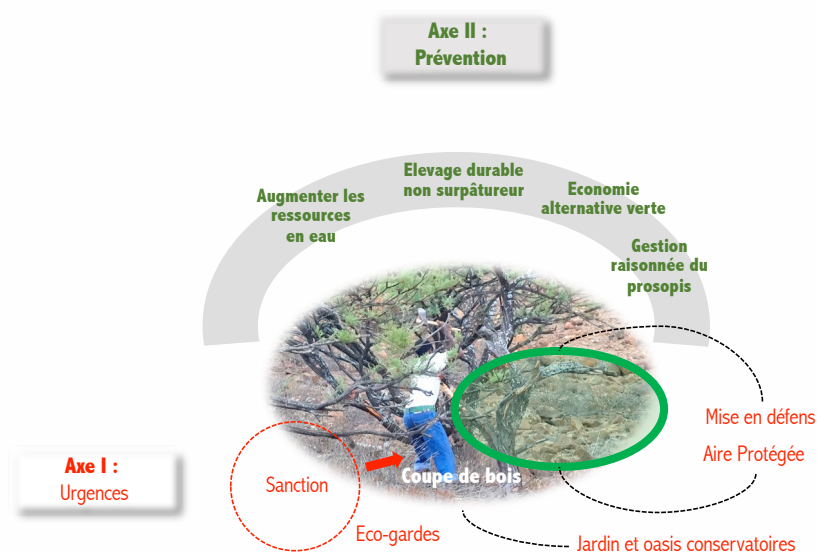 Axe II :
Prévention
Elevage durable
non surpâtureur
Augmenter les
ressources
en eau
Economie
alternative verte
Gestion
raisonnée du
prosopis
Mise en défens
Aire Protégée
Axe I :
Urgences
Sanction
Coupe de bois
Eco-gardes
Jardin et oasis conservatoires